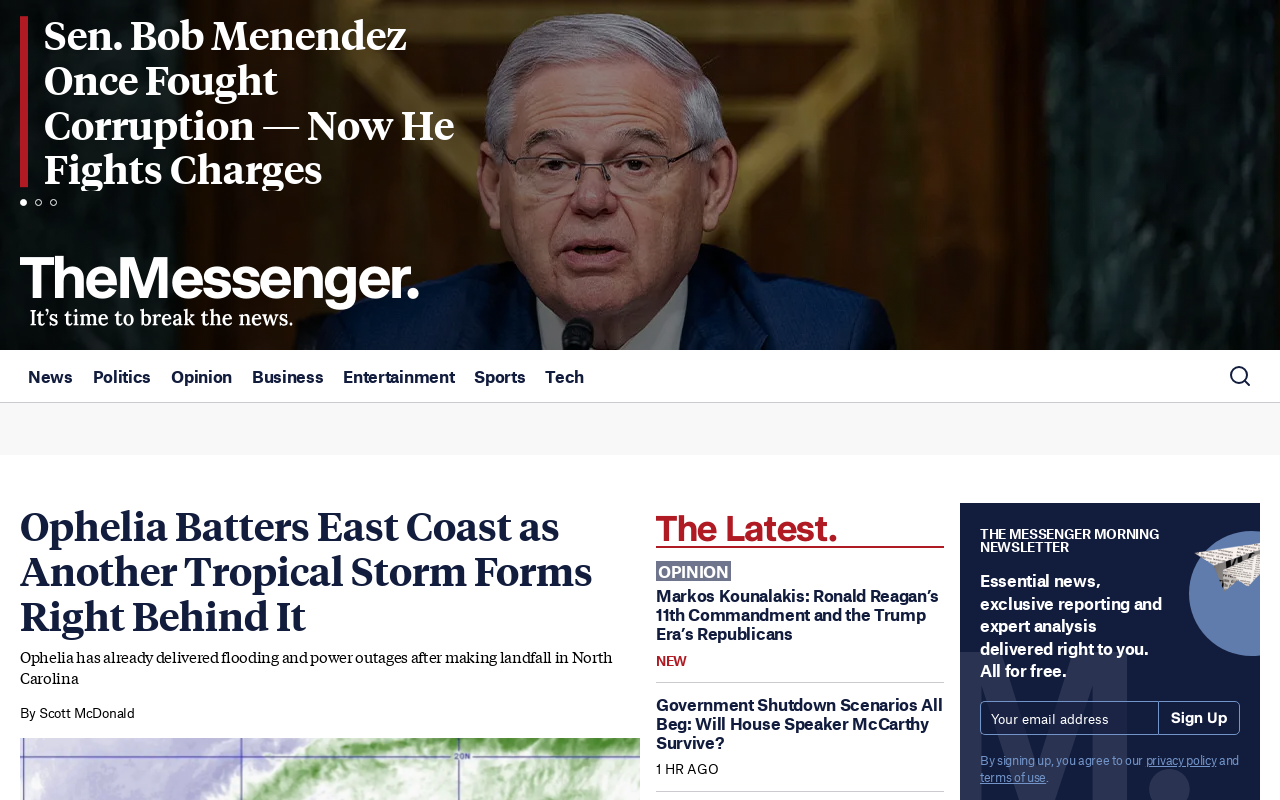 Sen. Bob Menendez
Once Fought
Corruption — Now He
Fights Charges
TheMessenger.
It's time to break the news.
News Politics Opinion Business Entertainment Sports Tech
Ophelia Batters East Coast as
Another Tropical Storm Forms
Right Behind It
Ophelia has already delivered flooding and power outages after making landfall in North
Carolina
By Scott McDonald
20N
The Latest.
OPINION
Markos Kounalakis: Ronald Reagan's
11th Commandment and the Trump
Era's Republicans
NEW
Government Shutdown Scenarios All
Beg: Will House Speaker McCarthy
Survive?
1 HR AGO
THE MESSENGER MORNING
NEWSLETTER
Essential news,
exclusive reporting and
expert analysis
delivered right to you.
All for free.
Your email address Sign Up
By signing up, you agree to our privacy policy and
terms of use.
M.